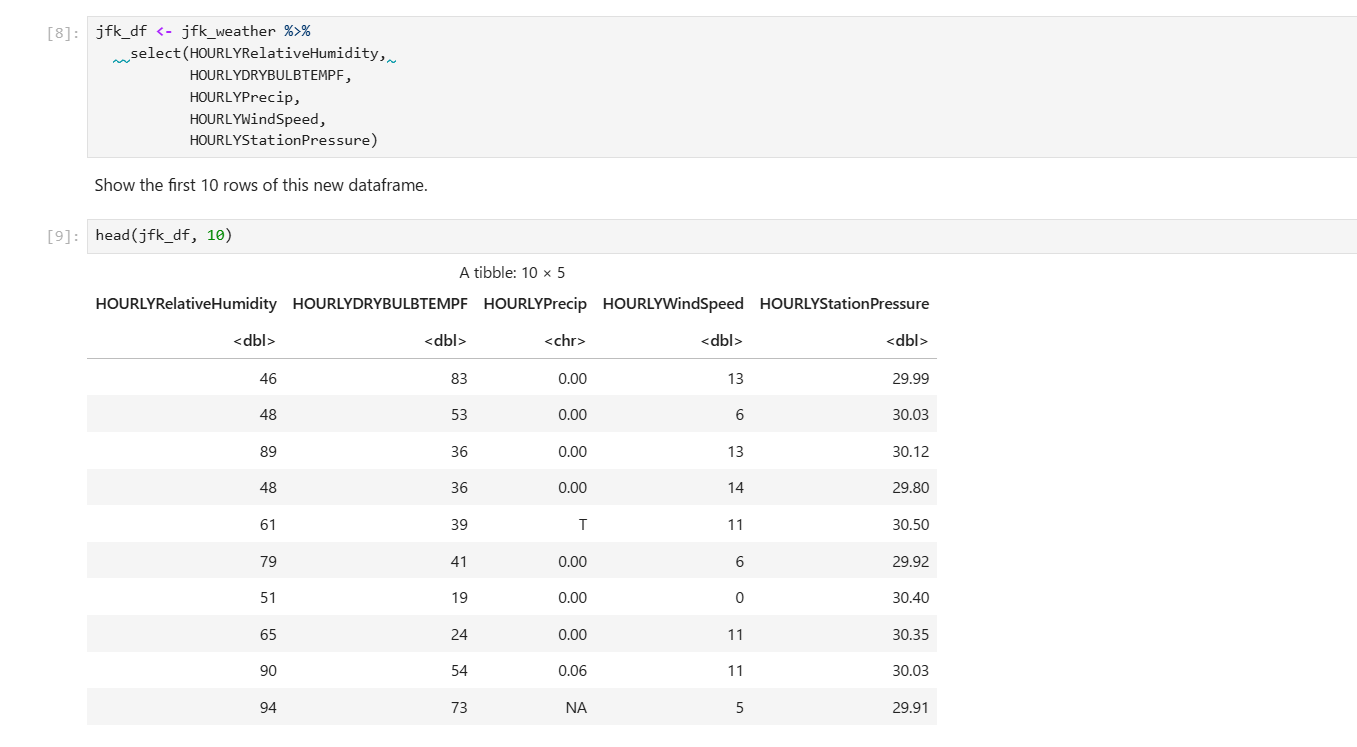 [8]: jfk_df <- jfk_weather %>%
select(HOURLYRelativeHumidity,
HOURLYDRYBULBTEMPF,
HOURLYPrecip,
HOURLYWindSpeed,
HOURLYStationPressure)
Show the first 10 rows of this new dataframe.
[9]: head(jfk_df, 10)
A tibble: 10 × 5
HOURLYRelativeHumidity HOURLYDRYBULBTEMPF HOURLYPrecip HOURLYWindSpeed HOURLYStationPressure
<dbl> <dbl> <chr> <dbl> <dbl>
46 83 0.00 13 29.99
48 53 0.00 6 30.03
89 36 0.00 13 30.12
48 36 0.00 14 29.80
61 39 T 11 30.50
79 41 0.00 6 29.92
51 19 0.00 0 30.40
65 24 0.00 11 30.35
90 54 0.06 11 30.03
94 73 NA 5 29.91